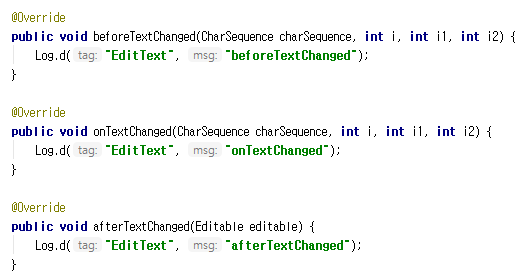 @Override
public void beforeTextChanged(CharSequence charSequence, int i, int i1, int i2) {
Log.d( tag: "EditText", msg: "beforeTextChanged");
}
@Override
public void onTextChanged(CharSequence charSequence, int i, int i1, int i2) {
Log.d( tag: "EditText", msg: "onTextChanged");
}
@Override
public void afterTextChanged(Editable editable) {
Log.d( tag: "EditText", msg: "afterTextChanged");
}